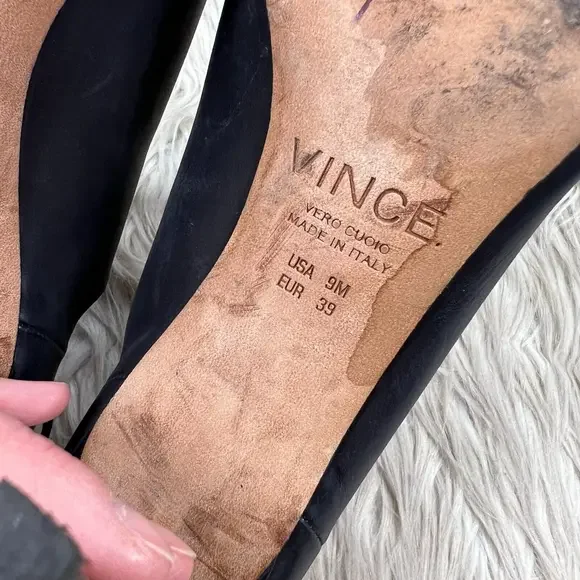 VINCE.
VERO CUOIO
MADE IN ITALY
USA 9M
EUR 39